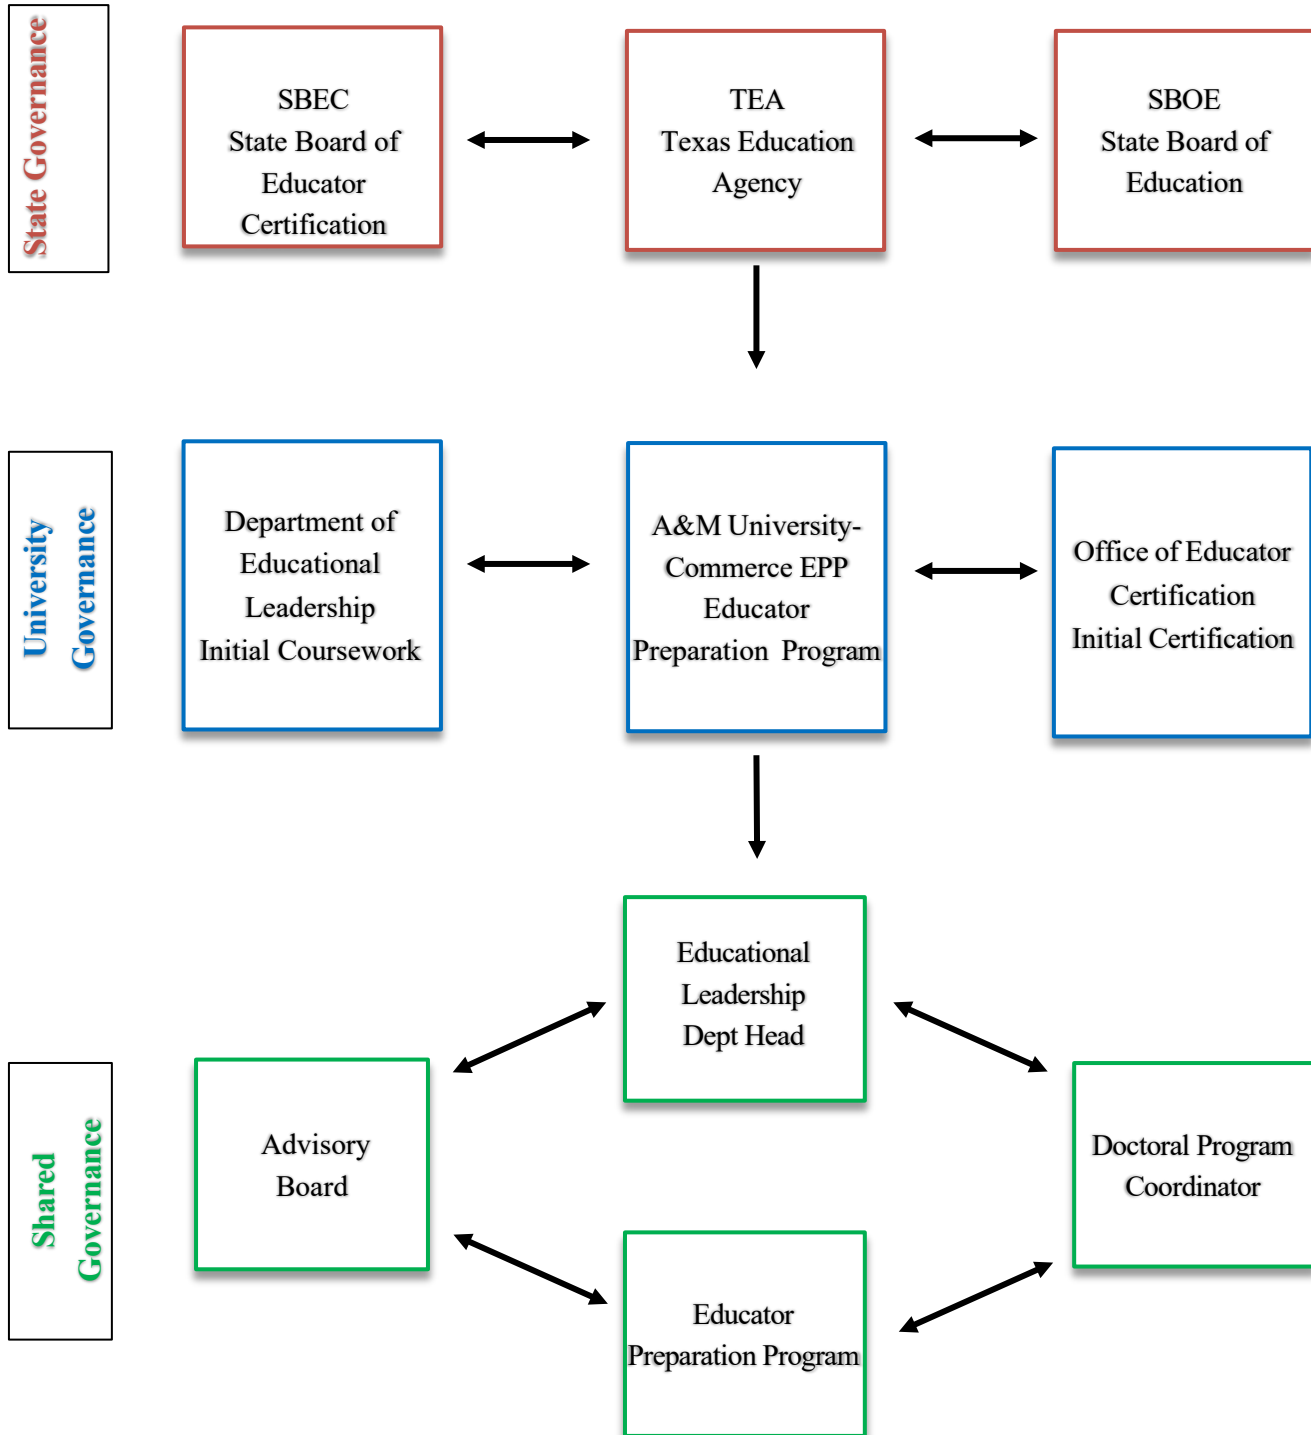 State Governance
SBEC
State Board of
Educator
Certification
TEA
Texas Education
Agency
SBOE
State Board of
Education
University
Governance
Department of
Educational
Leadership
Initial Coursework
A&M University-
Commerce EPP
Educator
Preparation Program
Office of Educator
Certification
Initial Certification
Shared
Governance
Educational
Leadership
Dept Head
Advisory
Board
Doctoral Program
Coordinator
Educator
Preparation Program